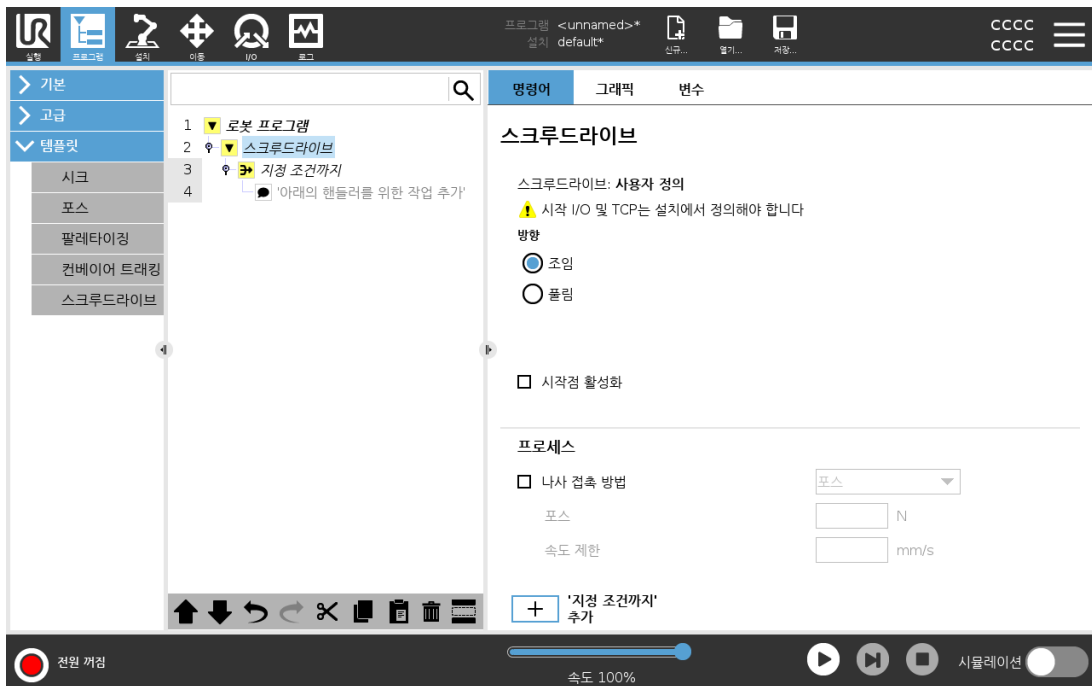 프로그램 <unnamed>*
설치 default*
실행
프로그램
설치
이동
I/O
로그
신규...
열기...
저장...
CCCC
CCCC
기본
고급
템플릿
시크
포스
팔레타이징
컨베이어 트래킹
스크루드라이브
1 로봇 프로그램
2 스크루드라이브
3 지정 조건까지
4 '아래의 핸들러를 위한 작업 추가'
명령어 그래픽 변수
스크루드라이브
스크루드라이브: 사용자 정의
시작 I/O 및 TCP는 설치에서 정의해야 합니다
방향
조임
풀림
시작점 활성화
프로세스
나사 접촉 방법 포스
포스 N
속도 제한 mm/s
'지정 조건까지'
추가
전원 꺼짐
속도 100%
시뮬레이션